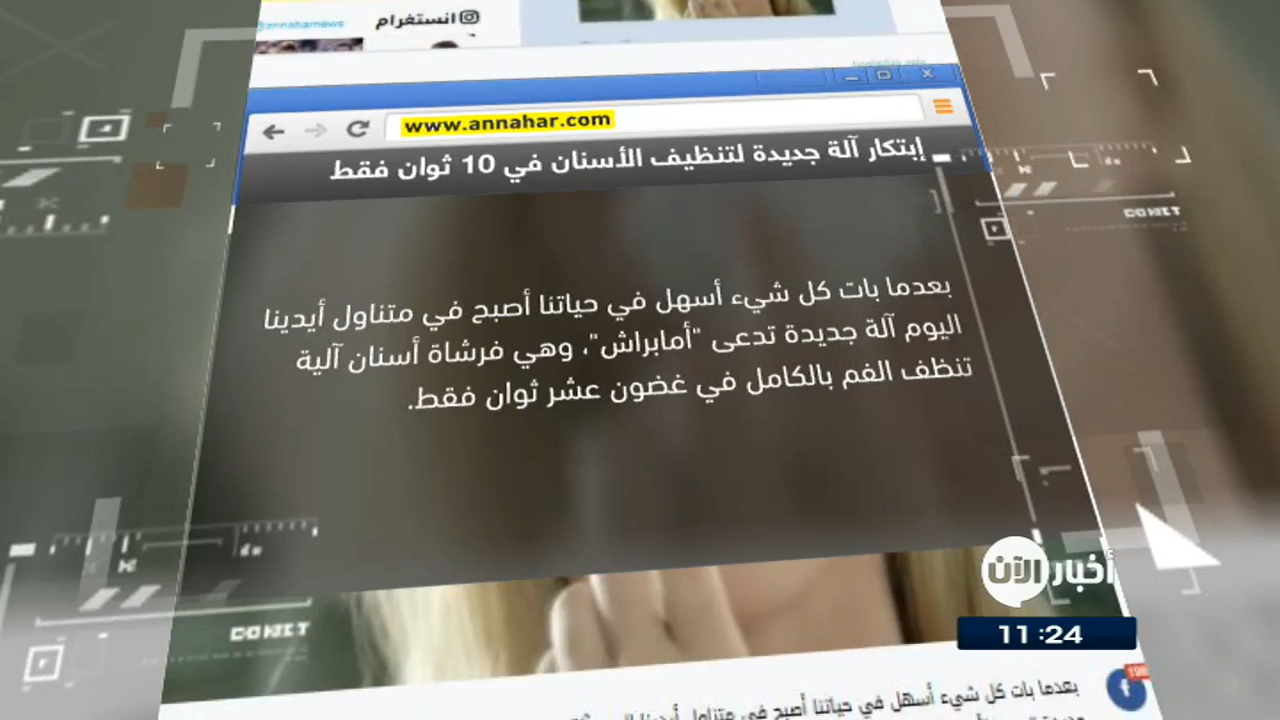 @annaharnews
انستغرام
www.annahar.com
إبتكار آلة جديدة لتنظيف الأسنان في 10 ثوان فقط
بعدما بات كل شيء أسهل في حياتنا أصبح في متناول أيدينا
اليوم آلة جديدة تدعى "أمابراش"، وهي فرشاة أسنان آلية
تنظف الفم بالكامل في غضون عشر ثوان فقط.
أخبار الآن
11:24
بعدما بات كل شيء أسهل في حياتنا أصبح في متناول أيدينا